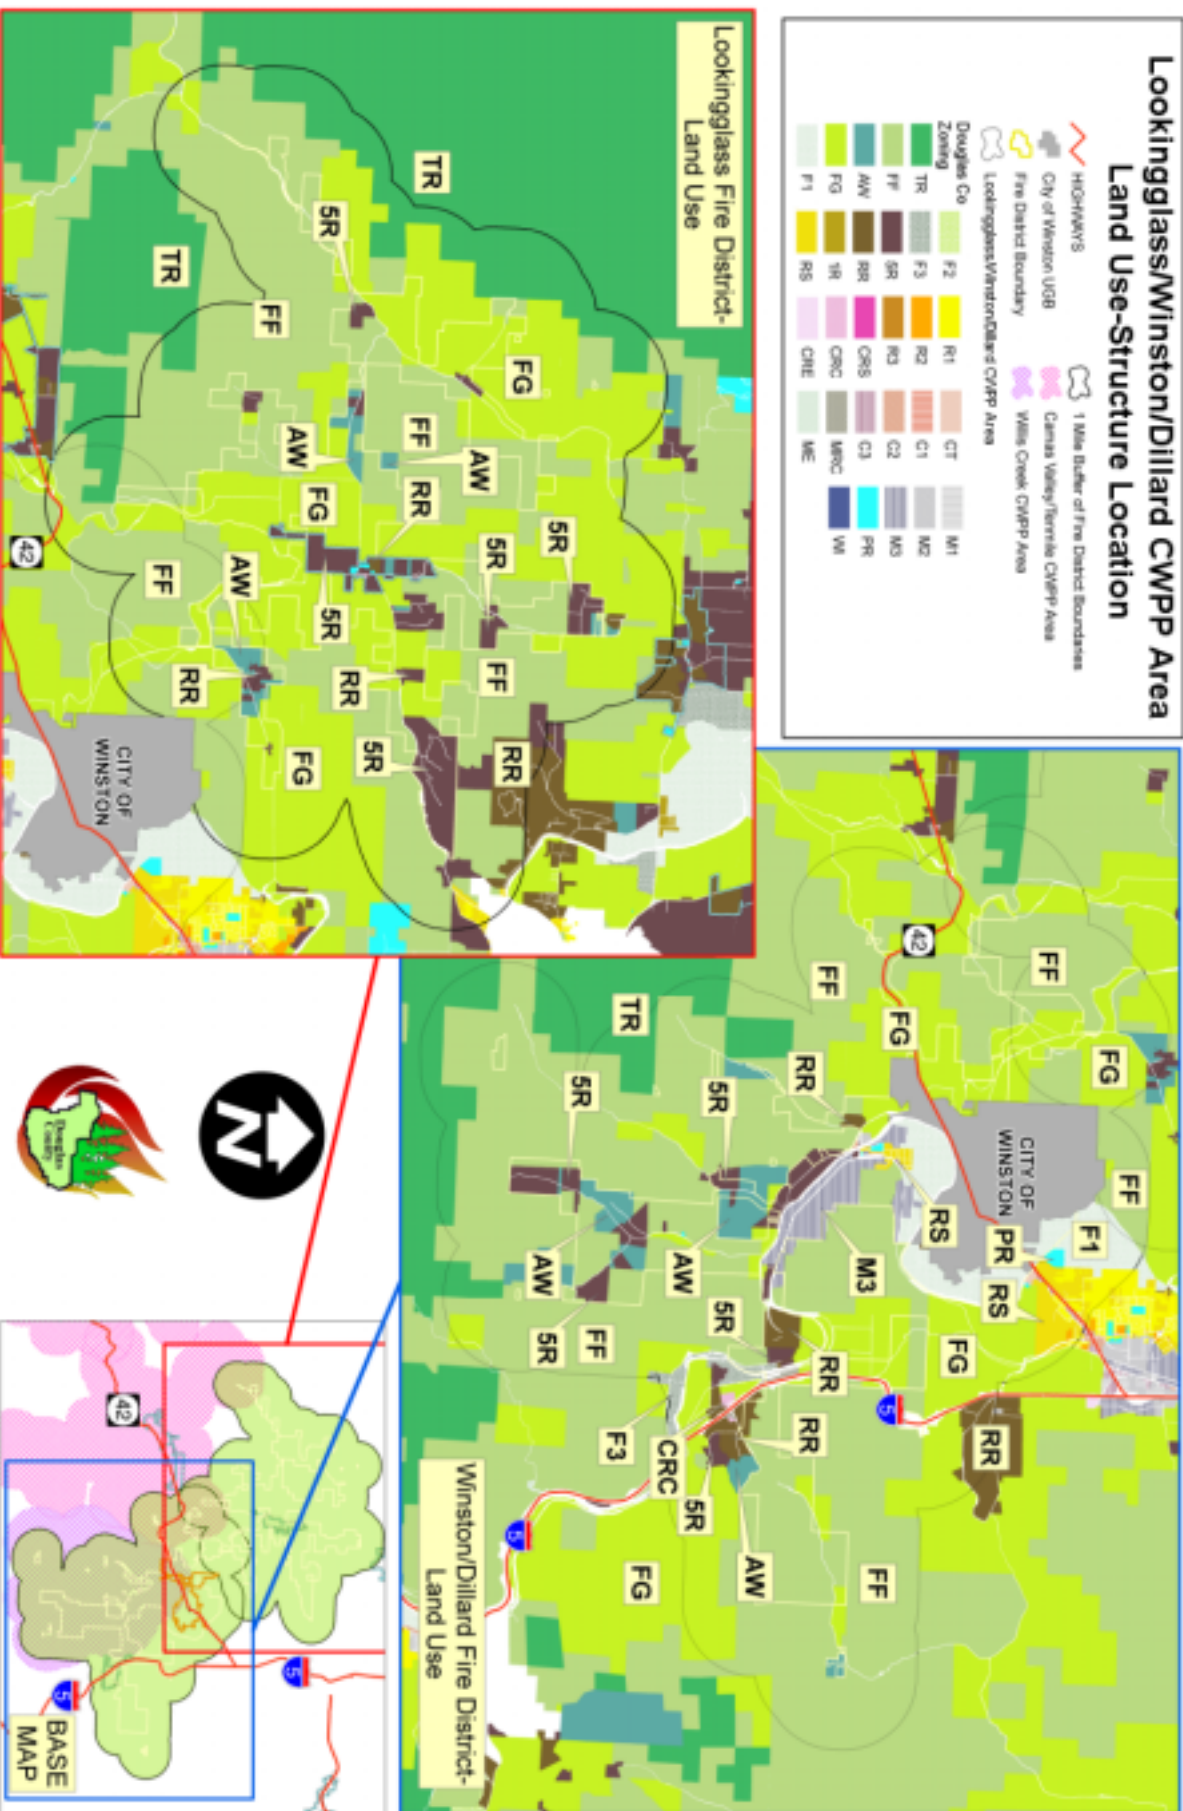 Lookingglass/Winston/Dillard CWPP Area
Land Use-Structure Location
HIGHWAYS
City of Winston UGB
Fire District Boundary
Lookingglass/Winston/Dillard CWPP Area
1 Mile Buffer of Fire District Boundaries
Camas Valley/Tenmile CWPP Area
Willis Creek CWPP Area
Douglas Co
Zoning
TR
FF
AW
FG
F1
F2
F3
5R
RR
1R
RS
R1
R2
R3
CRS
CRC
CRE
CT
C1
C2
C3
MRC
ME
M1
M2
M3
PR
WI
Lookingglass Fire District-
Land Use
TR
5R
TR
FF
FG
FF
AW
AW
FG
RR
5R
5R
5R
AW
FF
FF
RR
RR
5R
RR
FG
42
CITY OF
WINSTON
FF
FG
42
FF
FG
FF
F1
CITY OF
WINSTON
PR
RS
RS
M3
RR
TR
5R
5R
AW
AW
5R
FF
5R
RR
FG
5
RR
RR
F3
CRC
5R
AW
FF
FG
5
Winston/Dillard Fire District-
Land Use
N
Douglas
County
42
5
5
BASE
MAP